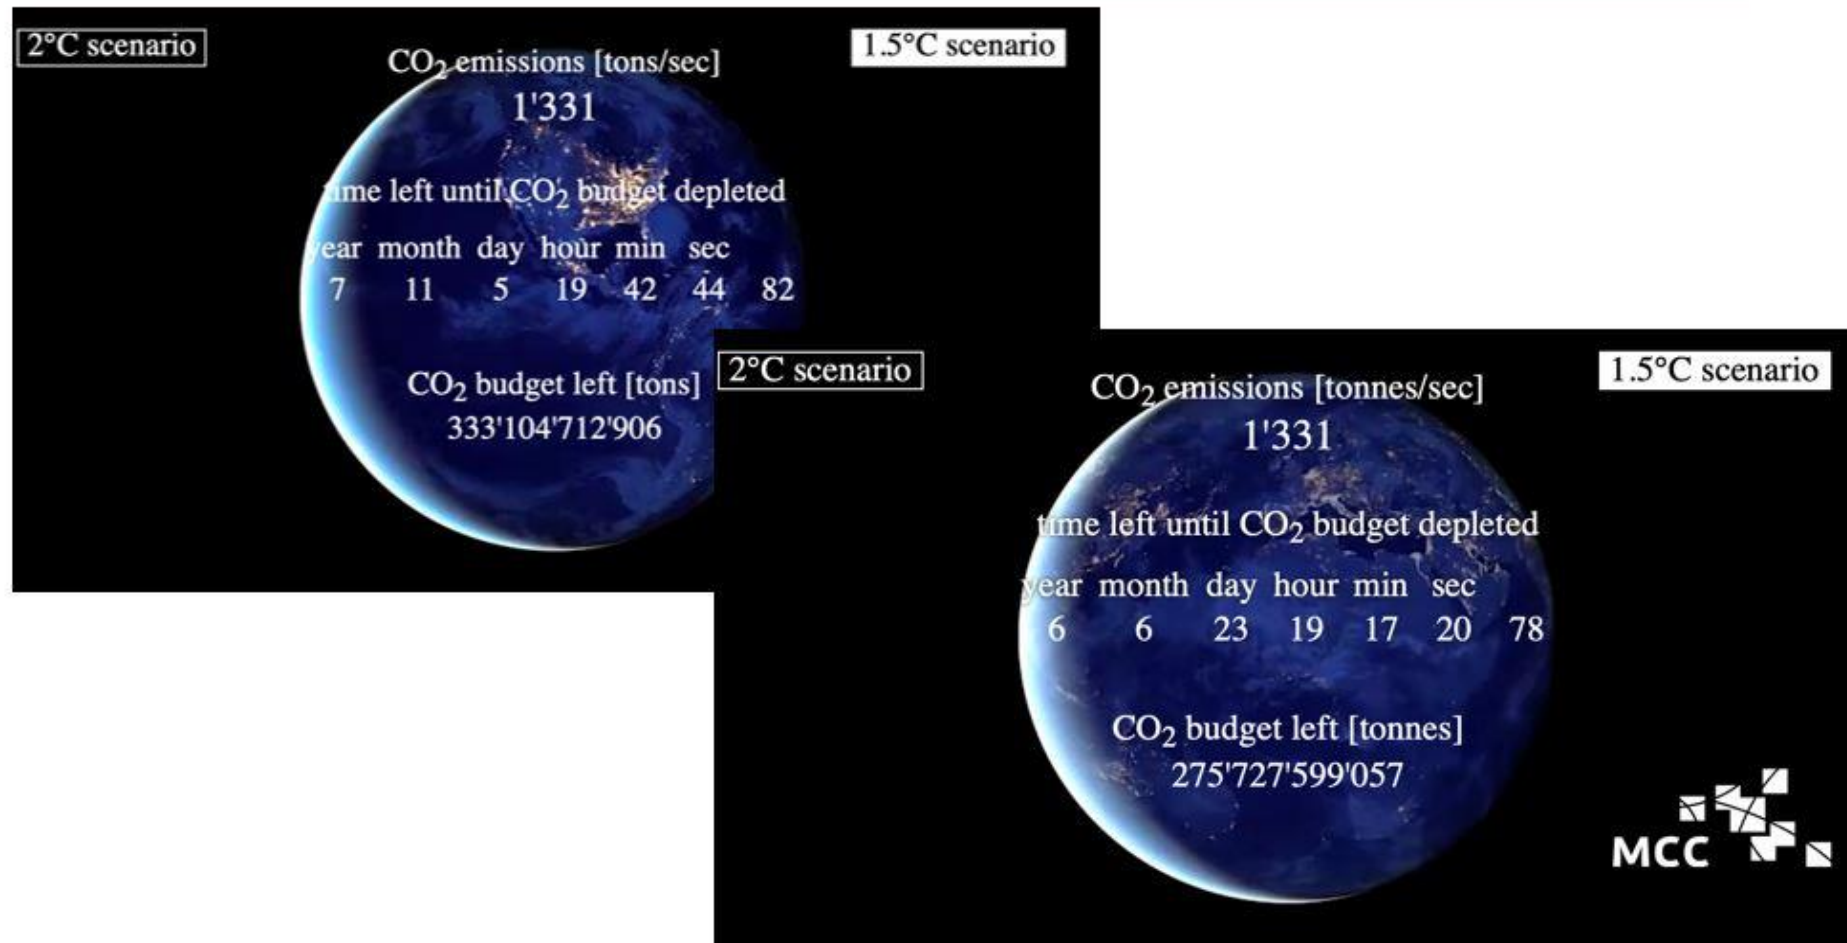 2°C scenario
1.5°C scenario
CO₂ emissions [tons/sec]
1'331
time left until CO₂ budget depleted
year month day hour min sec
7 11 5 19 42 44 82
CO₂ budget left [tons]
333'104'712'906
2°C scenario
1.5°C scenario
CO₂ emissions [tonnes/sec]
1'331
time left until CO₂ budget depleted
year month day hour min sec
6 6 23 19 17 20 78
CO₂ budget left [tonnes]
275'727'599'057
MCC